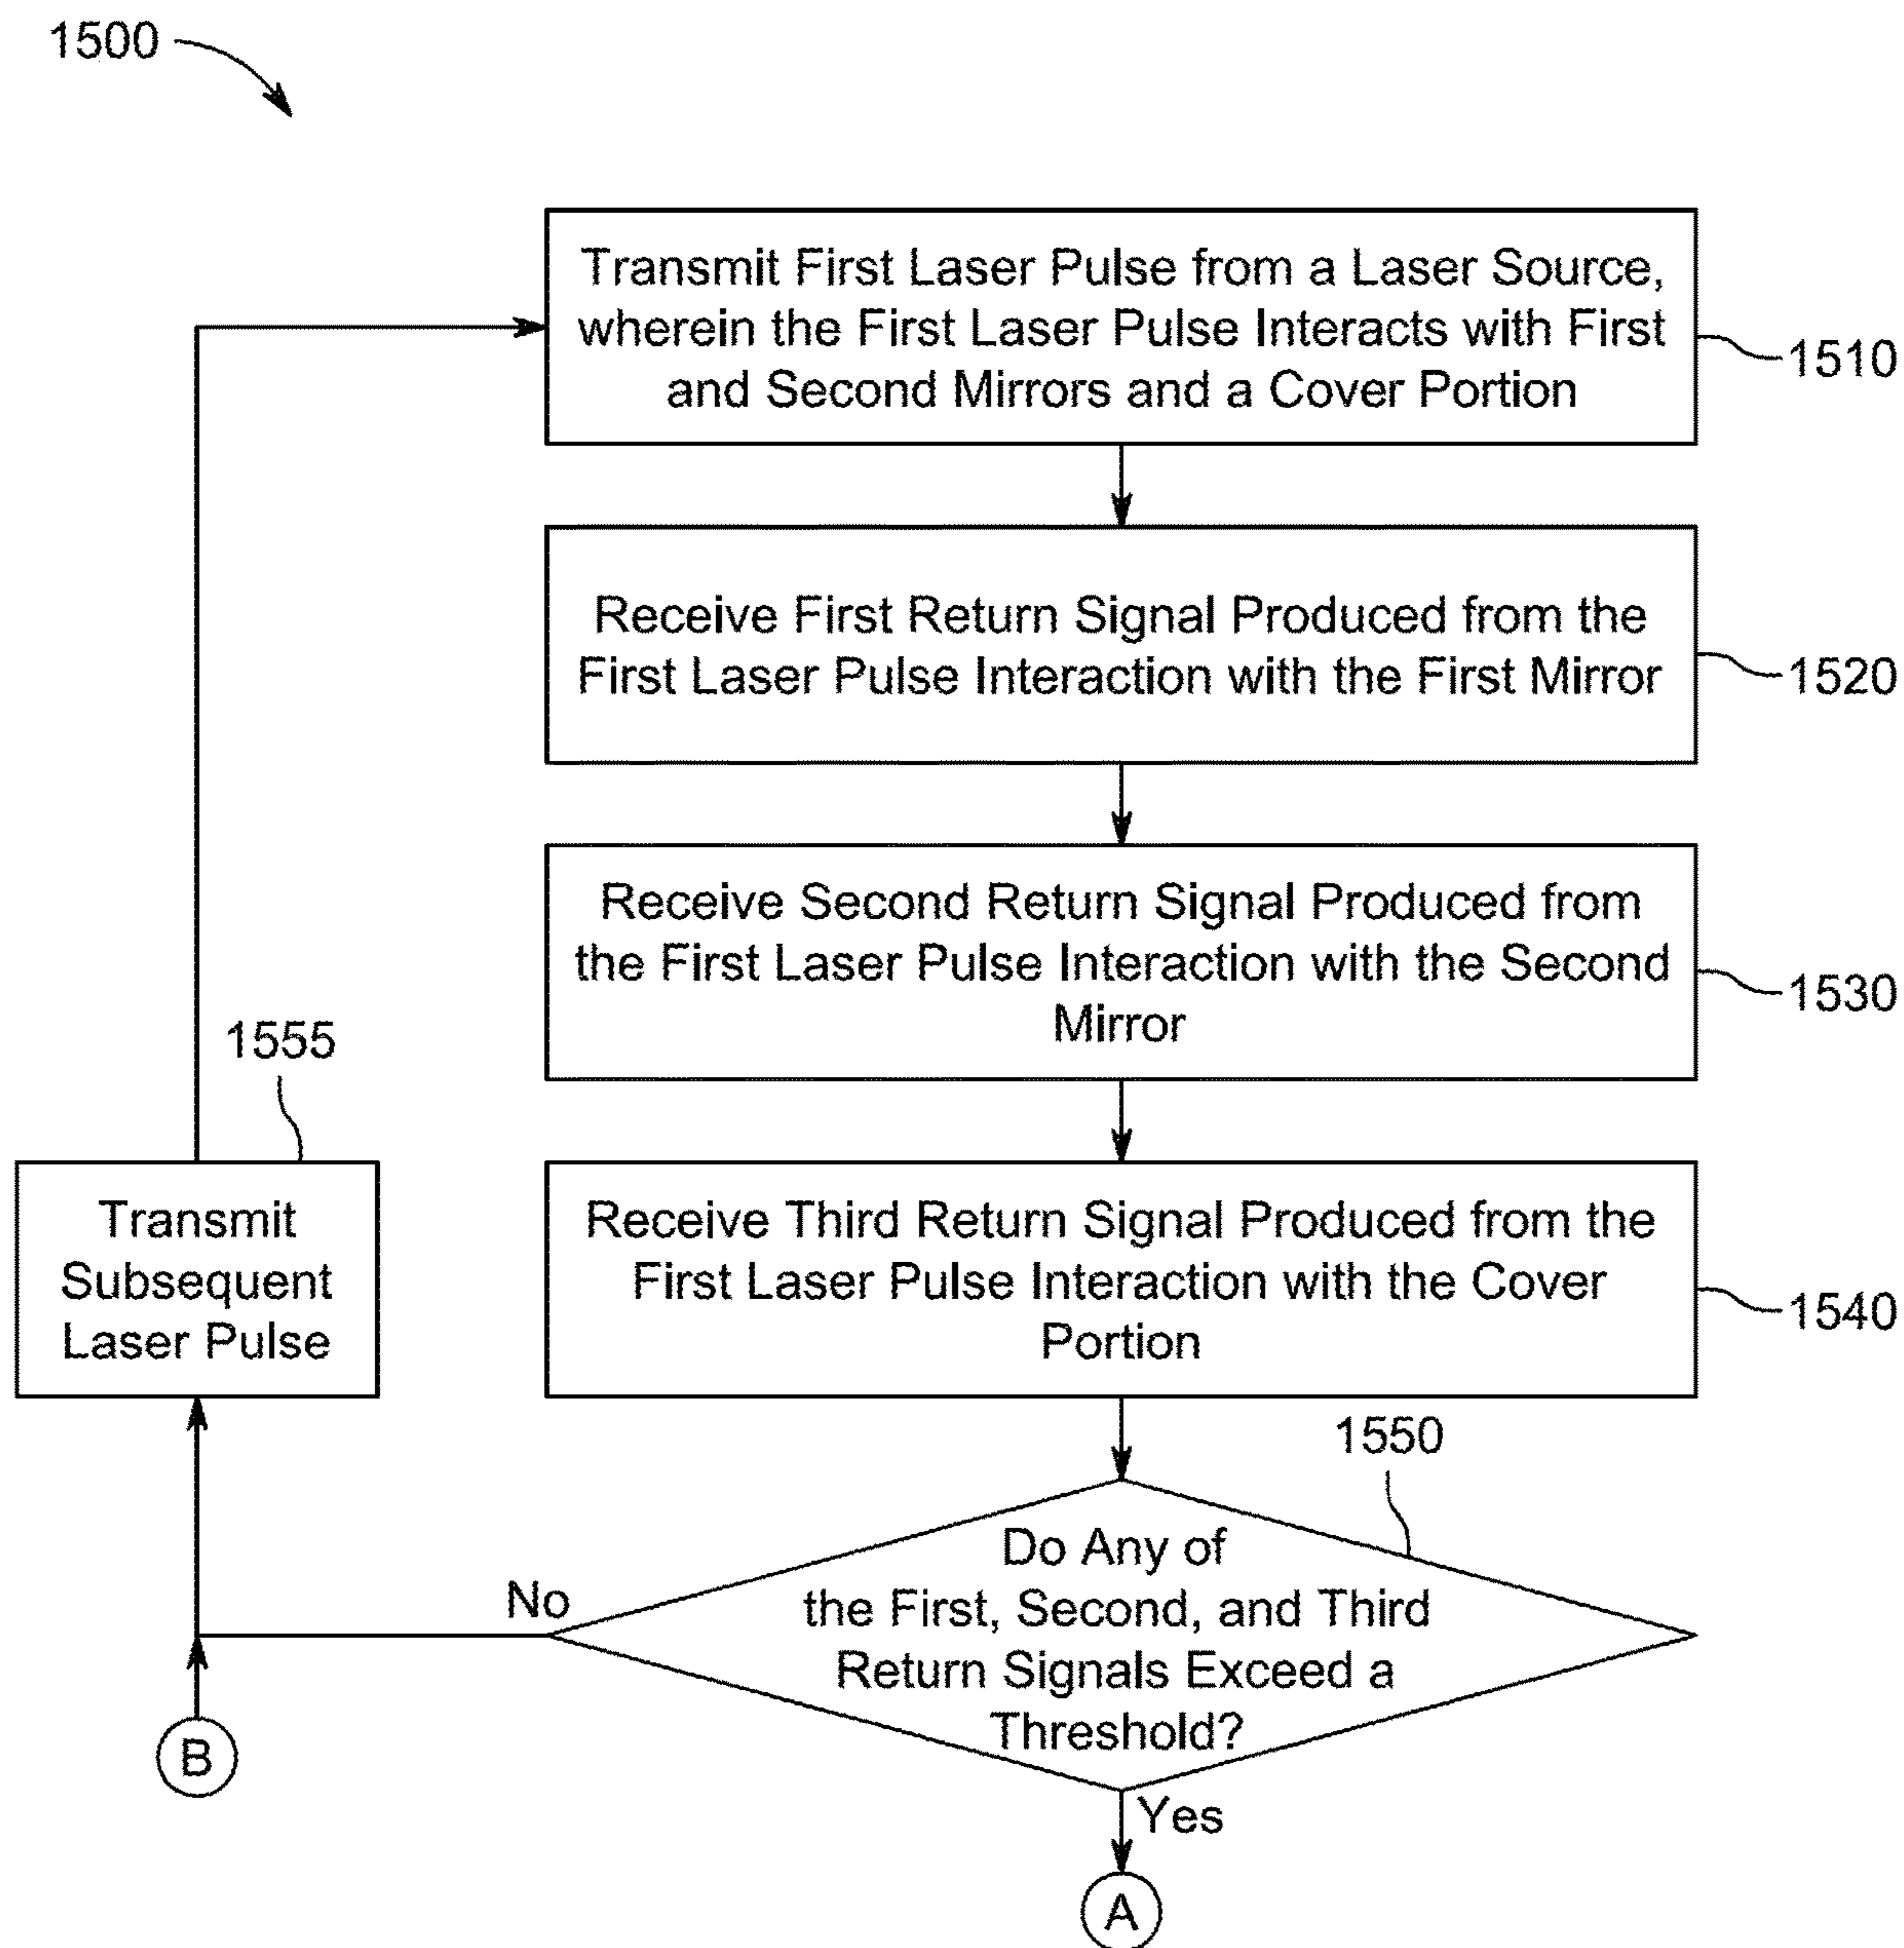 1500
Transmit First Laser Pulse from a Laser Source,
wherein the First Laser Pulse Interacts with First
and Second Mirrors and a Cover Portion
1510
Receive First Return Signal Produced from the
First Laser Pulse Interaction with the First Mirror
1520
Receive Second Return Signal Produced from
the First Laser Pulse Interaction with the Second
Mirror
1530
1555
Transmit
Subsequent
Laser Pulse
Receive Third Return Signal Produced from the
First Laser Pulse Interaction with the Cover
Portion
1540
1550
Do Any of
the First, Second, and Third
Return Signals Exceed a
Threshold?
No
B
Yes
A